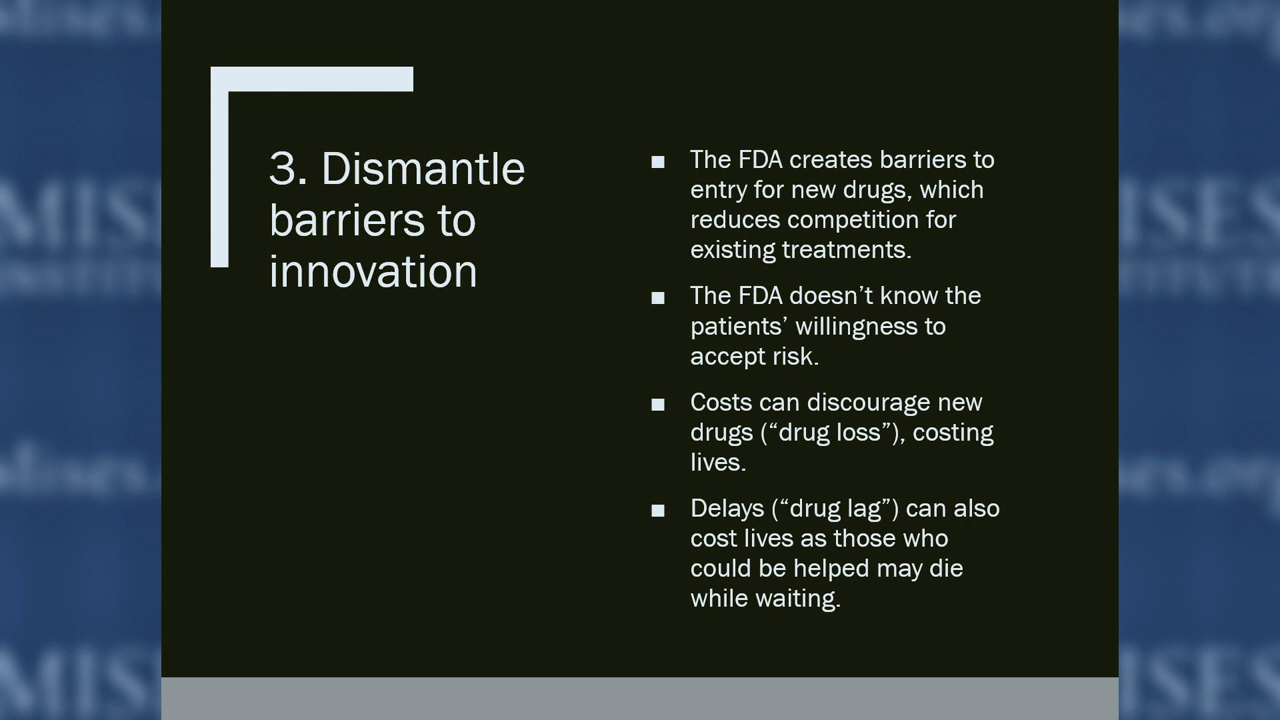 3. Dismantle
barriers to
innovation
■ The FDA creates barriers to
entry for new drugs, which
reduces competition for
existing treatments.
■ The FDA doesn’t know the
patients’ willingness to
accept risk.
■ Costs can discourage new
drugs (“drug loss”), costing
lives.
■ Delays (“drug lag”) can also
cost lives as those who
could be helped may die
while waiting.